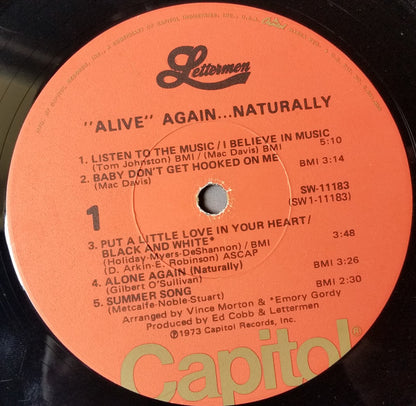 Lettermen
"ALIVE" AGAIN...NATURALLY
1. LISTEN TO THE MUSIC / I BELIEVE IN MUSIC
(Tom Johnston) BMI / (Mac Davis) BMI 5:10
2. BABY DON'T GET HOOKED ON ME
(Mac Davis) BMI 3:14
1
SW-11183
(SW1-11183)
3. PUT A LITTLE LOVE IN YOUR HEART /
BLACK AND WHITE*
(Holiday-Myers-DeShannon) / BMI 3:48
(D. Arkin-E. Robinson) ASCAP
4. ALONE AGAIN (Naturally)
(Gilbert O'Sullivan) BMI 3:26
5. SUMMER SONG
(Metcalfe-Noble-Stuart) BMI 2:30
Arranged by Vince Morton & *Emory Gordy
Produced by Ed Cobb & Lettermen
Ⓟ1973 Capitol Records, Inc.
Capitol®